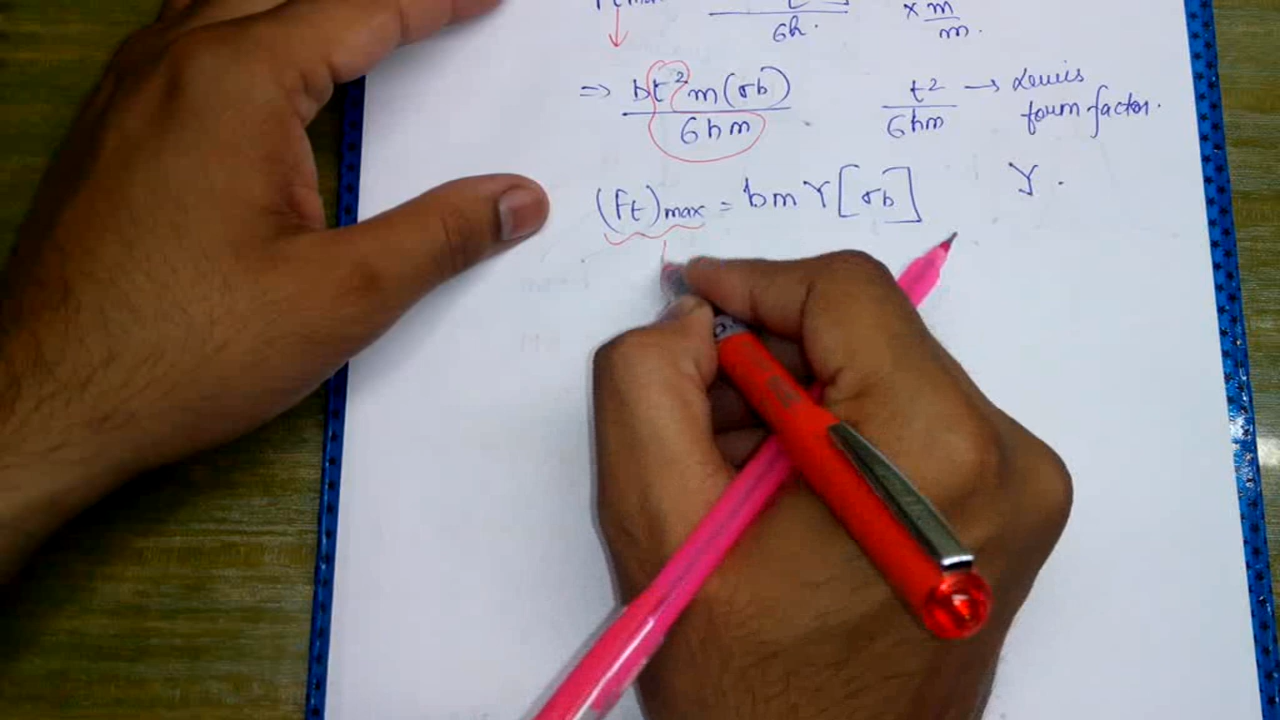 6h. × m/m.
⇒ bt²m(σb) / 6hm t² / 6hm → Lewis
form factor.
(Ft)max = bmY[σb] Y.